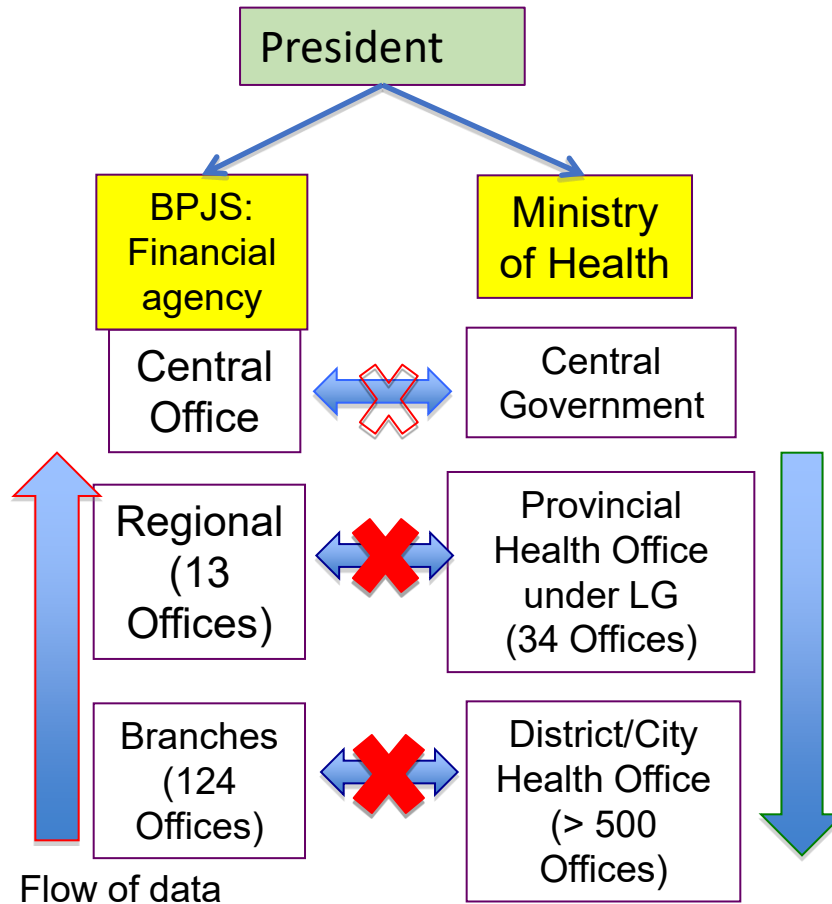 President
BPJS:
Financial
agency
Ministry
of Health
Central
Office
Central
Government
Regional
(13
Offices)
Provincial
Health Office
under LG
(34 Offices)
Branches
(124
Offices)
District/City
Health Office
(> 500
Offices)
Flow of data